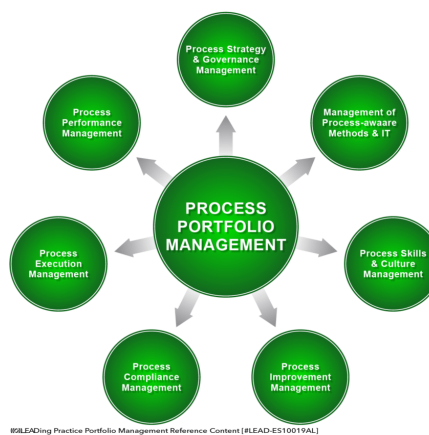 Process Strategy
& Governance
Management
Process
Performance
Management
Management of
Process-aware
Methods & IT
PROCESS
PORTFOLIO
MANAGEMENT
Process
Execution
Management
Process Skills
& Culture
Management
Process
Compliance
Management
Process
Improvement
Management
LEADing Practice Portfolio Management Reference Content [#LEAD-ES10019AL]